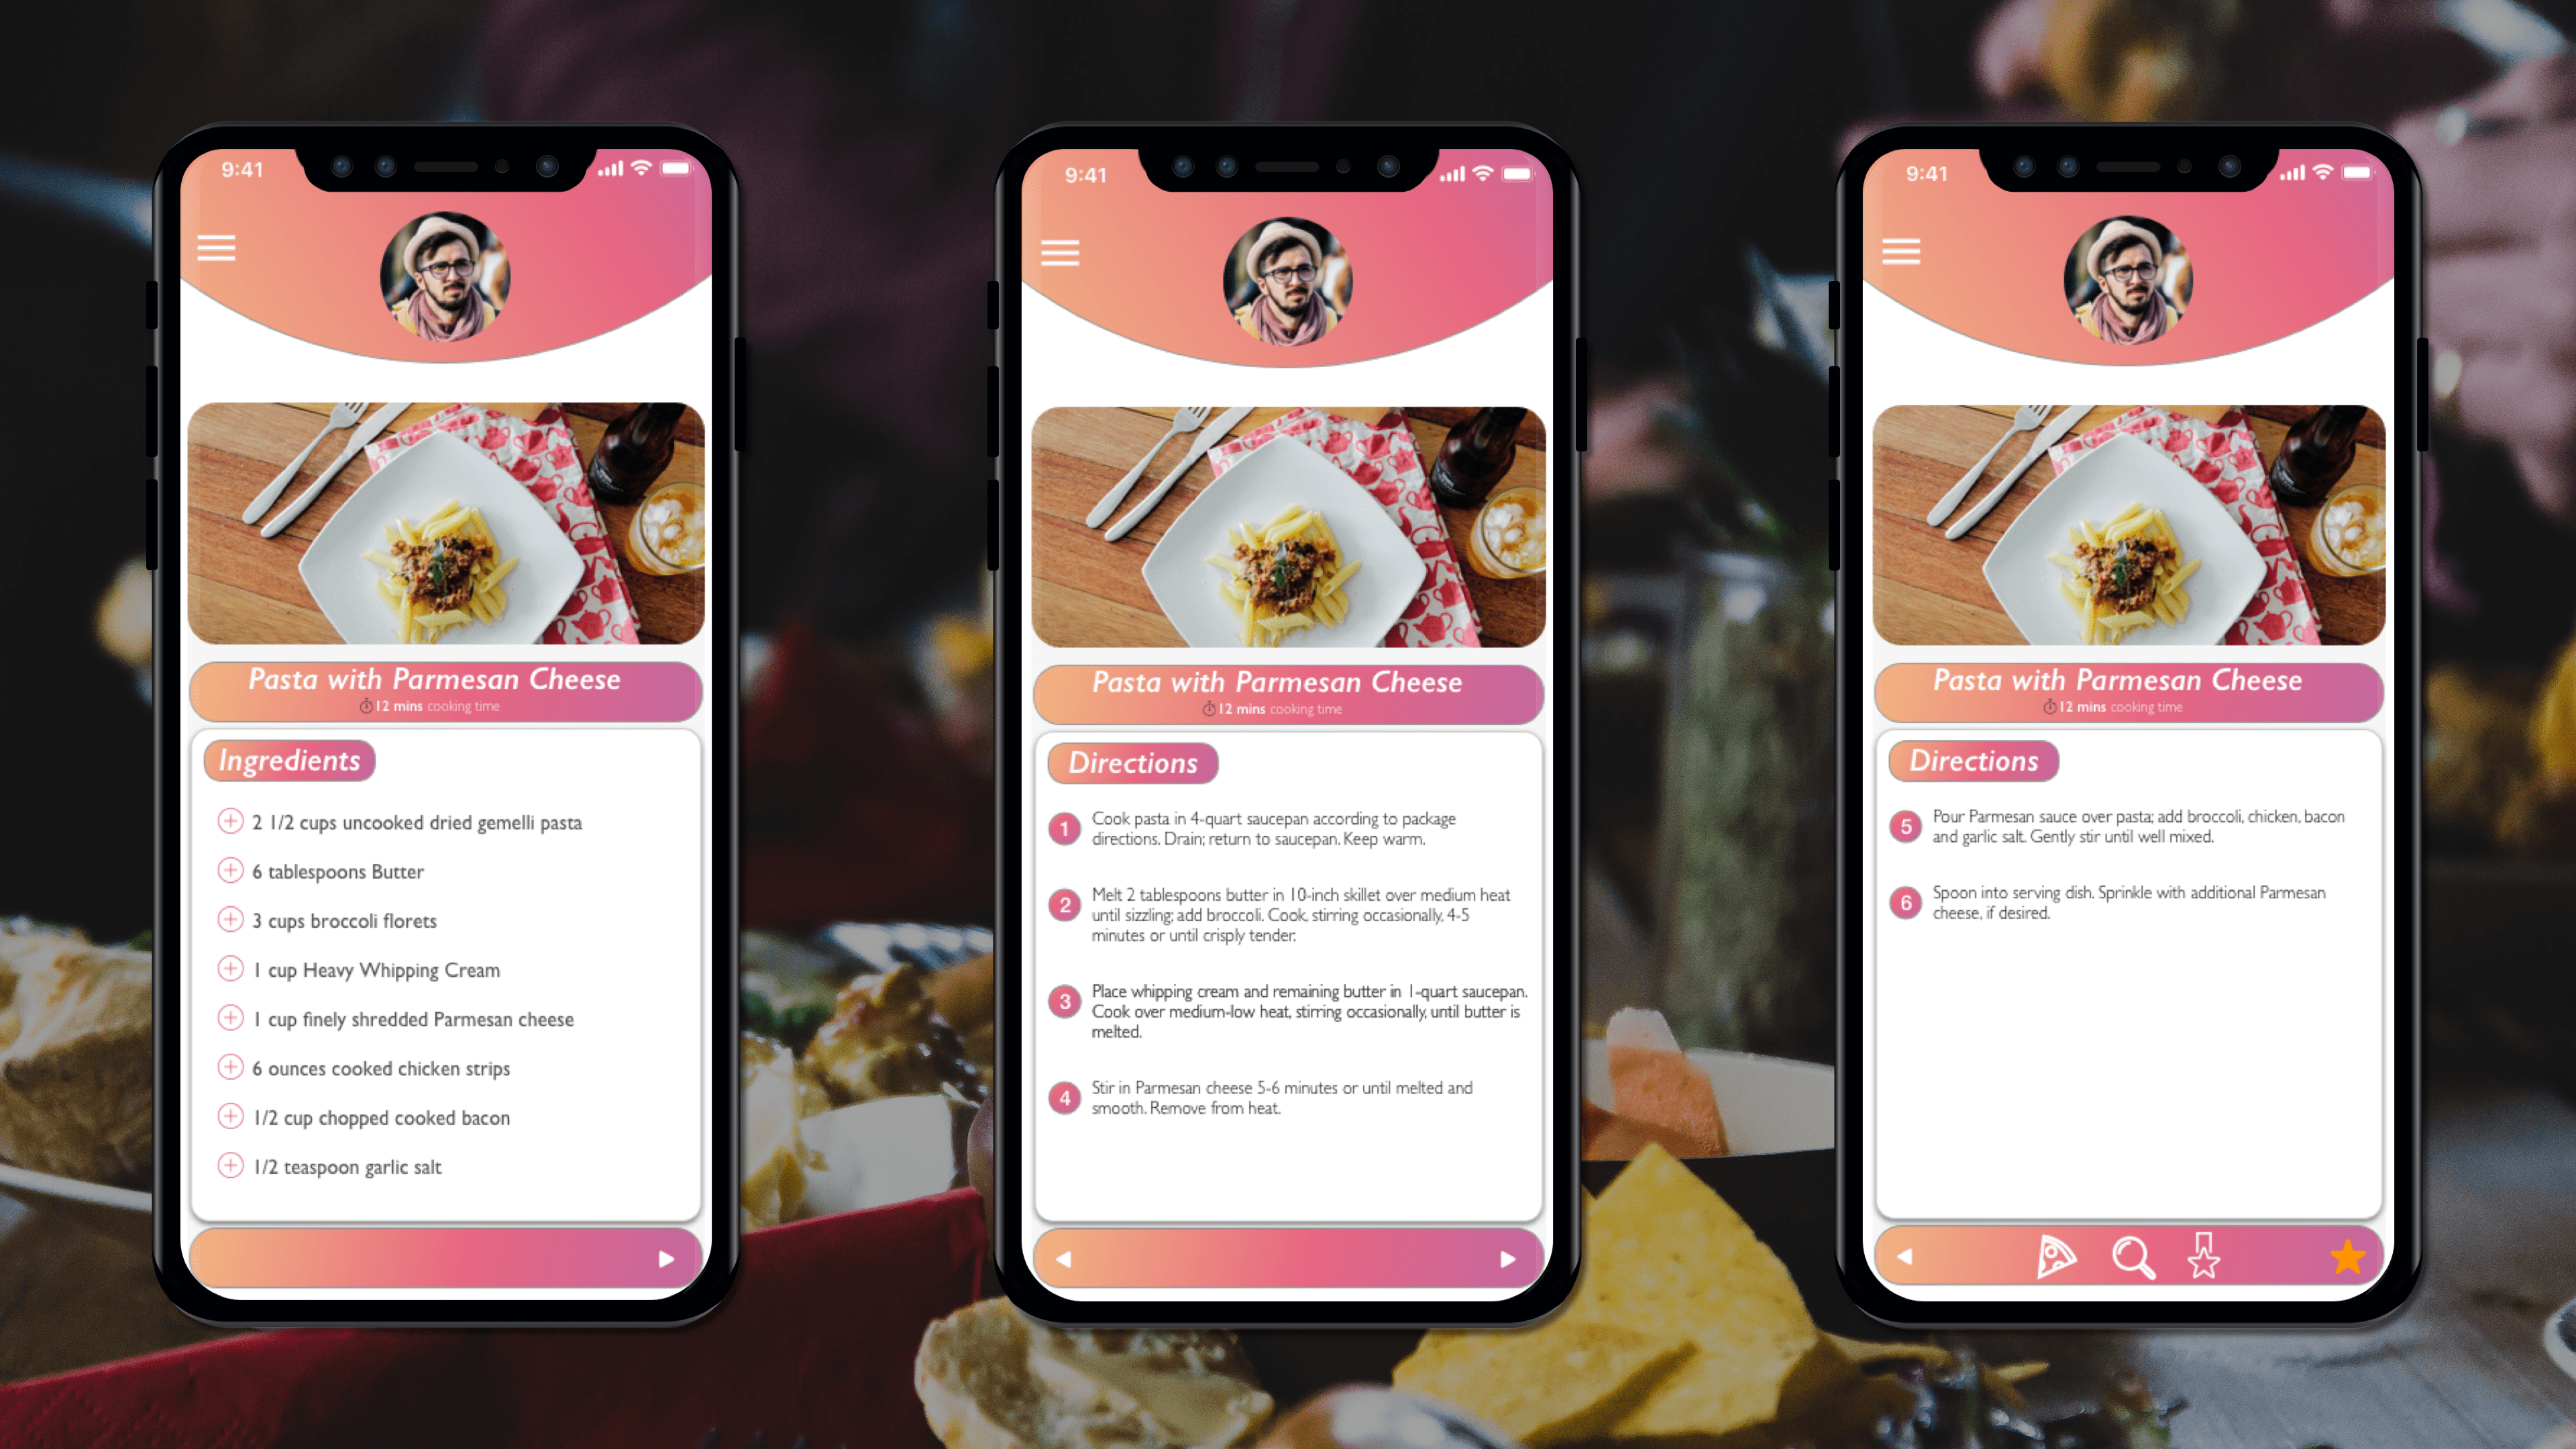 9:41
Pasta with Parmesan Cheese
12 mins cooking time
Ingredients
2 1/2 cups uncooked dried gemelli pasta
6 tablespoons Butter
3 cups broccoli florets
1 cup Heavy Whipping Cream
1 cup finely shredded Parmesan cheese
6 ounces cooked chicken strips
1/2 cup chopped cooked bacon
1/2 teaspoon garlic salt
9:41
Pasta with Parmesan Cheese
12 mins cooking time
Directions
1 Cook pasta in 4-quart saucepan according to package
directions. Drain; return to saucepan. Keep warm.
2 Melt 2 tablespoons butter in 10-inch skillet over medium heat
until sizzling; add broccoli. Cook, stirring occasionally, 4-5
minutes or until crisply tender.
3 Place whipping cream and remaining butter in 1-quart saucepan.
Cook over medium-low heat, stirring occasionally, until butter is
melted.
4 Stir in Parmesan cheese 5-6 minutes or until melted and
smooth. Remove from heat.
9:41
Pasta with Parmesan Cheese
12 mins cooking time
Directions
5 Pour Parmesan sauce over pasta; add broccoli, chicken, bacon
and garlic salt. Gently stir until well mixed.
6 Spoon into serving dish. Sprinkle with additional Parmesan
cheese, if desired.